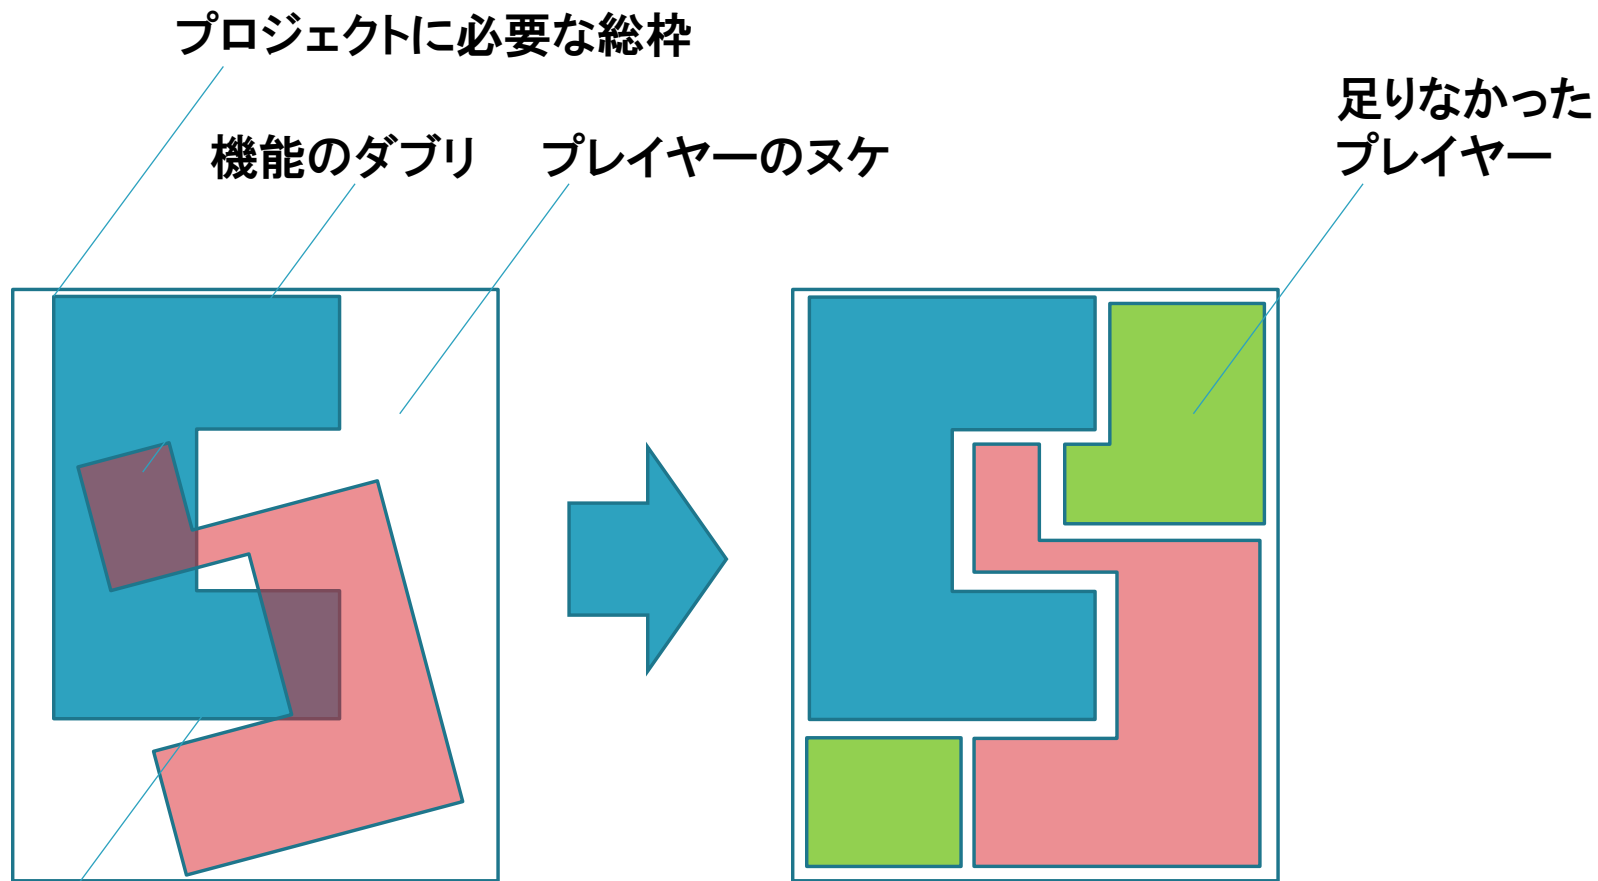 プロジェクトに必要な総枠
機能のダブリ
プレイヤーのヌケ
足りなかった
プレイヤー